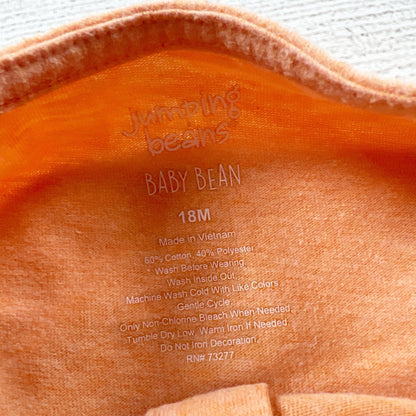 Jumping
beans
BABY BEAN
18M
Made in Vietnam
60% Cotton, 40% Polyester
Wash Before Wearing
Wash Inside Out,
Machine Wash Cold With Like Colors
Gentle Cycle
Only Non-Chlorine Bleach When Needed
Tumble Dry Low, Warm Iron If Needed
Do Not Iron Decoration.
RN# 73277